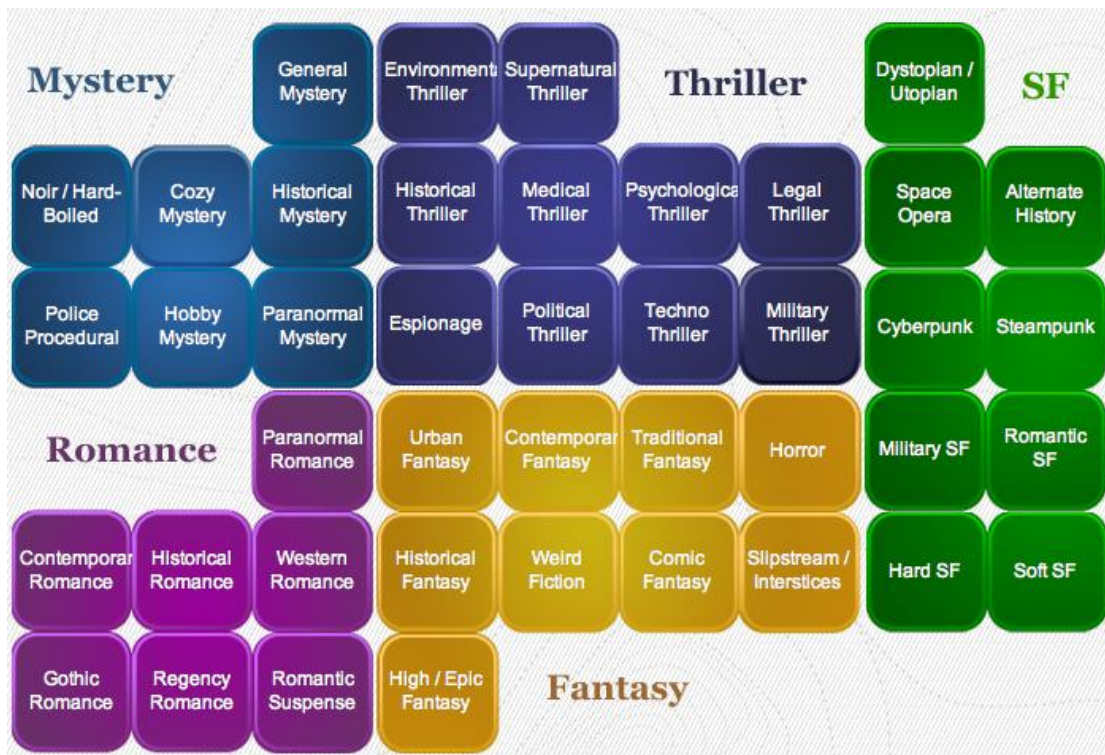 Mystery
General
Mystery
Environmenta
Thriller
Supernatural
Thriller
Thriller
Dystopian /
Utopian
SF
Noir / Hard-
Boiled
Cozy
Mystery
Historical
Mystery
Historical
Thriller
Medical
Thriller
Psychologica
Thriller
Legal
Thriller
Space
Opera
Alternate
History
Police
Procedural
Hobby
Mystery
Paranormal
Mystery
Espionage
Political
Thriller
Techno
Thriller
Military
Thriller
Cyberpunk
Steampunk
Romance
Paranormal
Romance
Urban
Fantasy
Contemporar
Fantasy
Traditional
Fantasy
Horror
Military SF
Romantic
SF
Contemporar
Romance
Historical
Romance
Western
Romance
Historical
Fantasy
Weird
Fiction
Comic
Fantasy
Slipstream /
Interstices
Hard SF
Soft SF
Gothic
Romance
Regency
Romance
Romantic
Suspense
High / Epic
Fantasy
Fantasy